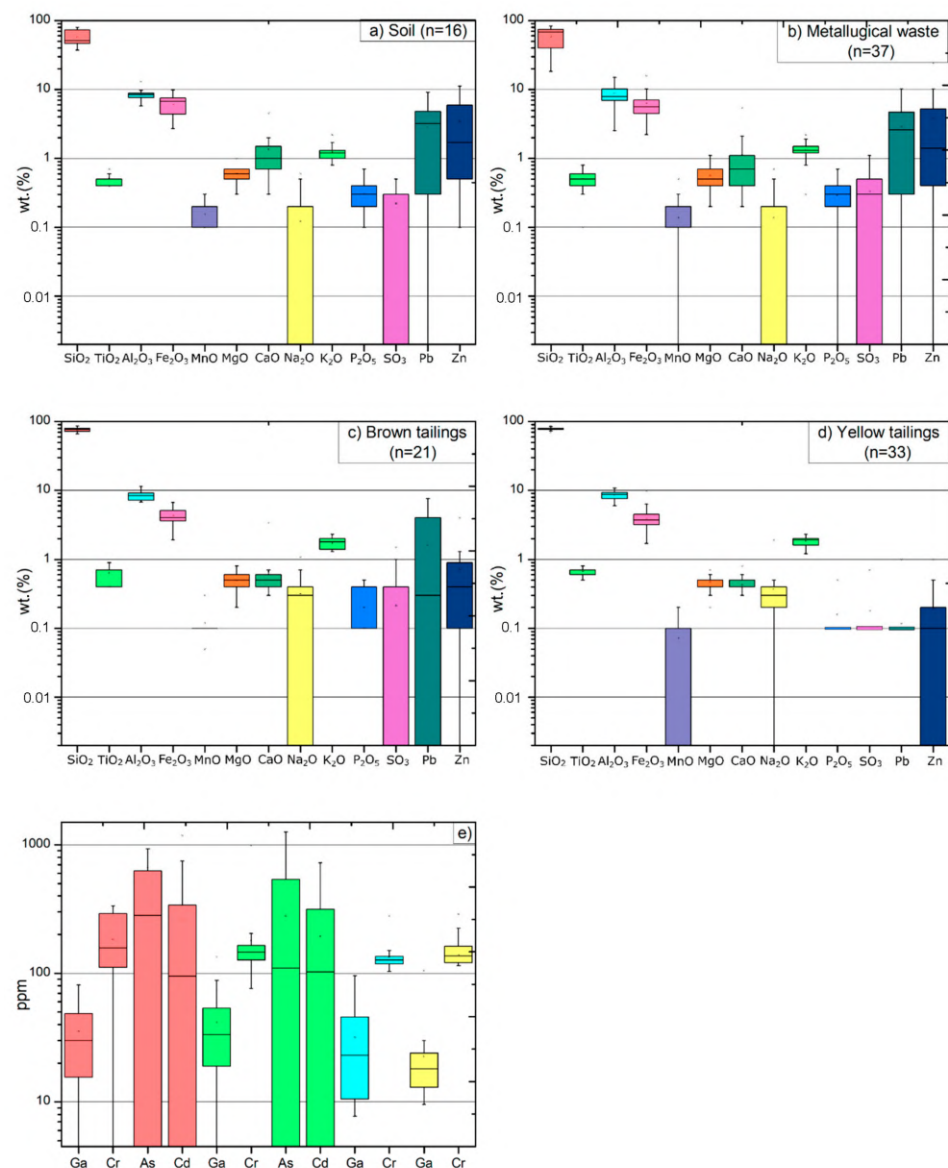 100
10
1
0.1
0.01
wt.(%)
a) Soil (n=16)
SiO₂ TiO₂ Al₂O₃ Fe₂O₃ MnO MgO CaO Na₂O K₂O P₂O₅ SO₃ Pb Zn
100
10
1
0.1
0.01
wt.(%)
b) Metallugical waste
(n=37)
SiO₂ TiO₂ Al₂O₃ Fe₂O₃ MnO MgO CaO Na₂O K₂O P₂O₅ SO₃ Pb Zn
100
10
1
0.1
0.01
wt.(%)
c) Brown tailings
(n=21)
SiO₂ TiO₂ Al₂O₃ Fe₂O₃ MnO MgO CaO Na₂O K₂O P₂O₅ SO₃ Pb Zn
100
10
1
0.1
0.01
wt.(%)
d) Yellow tailings
(n=33)
SiO₂ TiO₂ Al₂O₃ Fe₂O₃ MnO MgO CaO Na₂O K₂O P₂O₅ SO₃ Pb Zn
1000
100
10
ppm
e)
Ga Cr As Cd Ga Cr As Cd Ga Cr Ga Cr